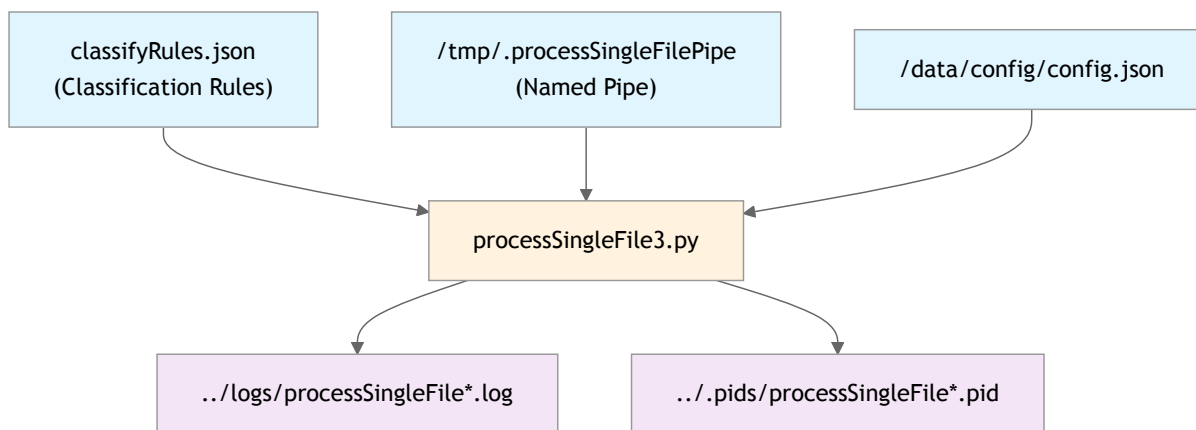 classifyRules.json
(Classification Rules)
/tmp/.processSingleFilePipe
(Named Pipe)
/data/config/config.json
processSingleFile3.py
../logs/processSingleFile*.log
../.pids/processSingleFile*.pid